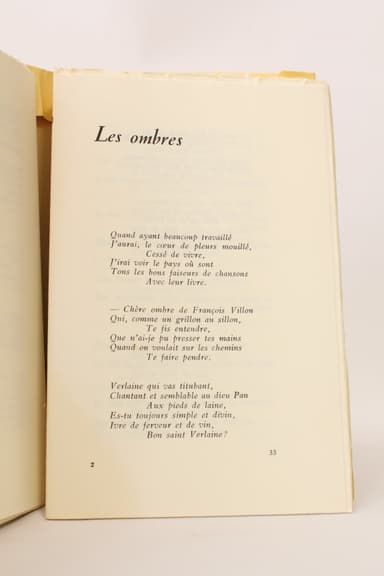 Les ombres
Quand ayant beaucoup travaillé
J'aurai, le cœur de pleurs mouillé,
Cessé de vivre,
J'irai voir le pays où sont
Tous les bons faiseurs de chansons
Avec leur livre.
— Chère ombre de François Villon
Qui, comme un grillon au sillon,
Te fis entendre,
Que n'ai-je pu presser tes mains
Quand on voulait sur les chemins
Te faire pendre.
Verlaine qui vas titubant,
Chantant et semblable au dieu Pan
Aux pieds de laine,
Es-tu toujours simple et divin,
Ivre de ferveur et de vin,
Bon saint Verlaine ?
33
2